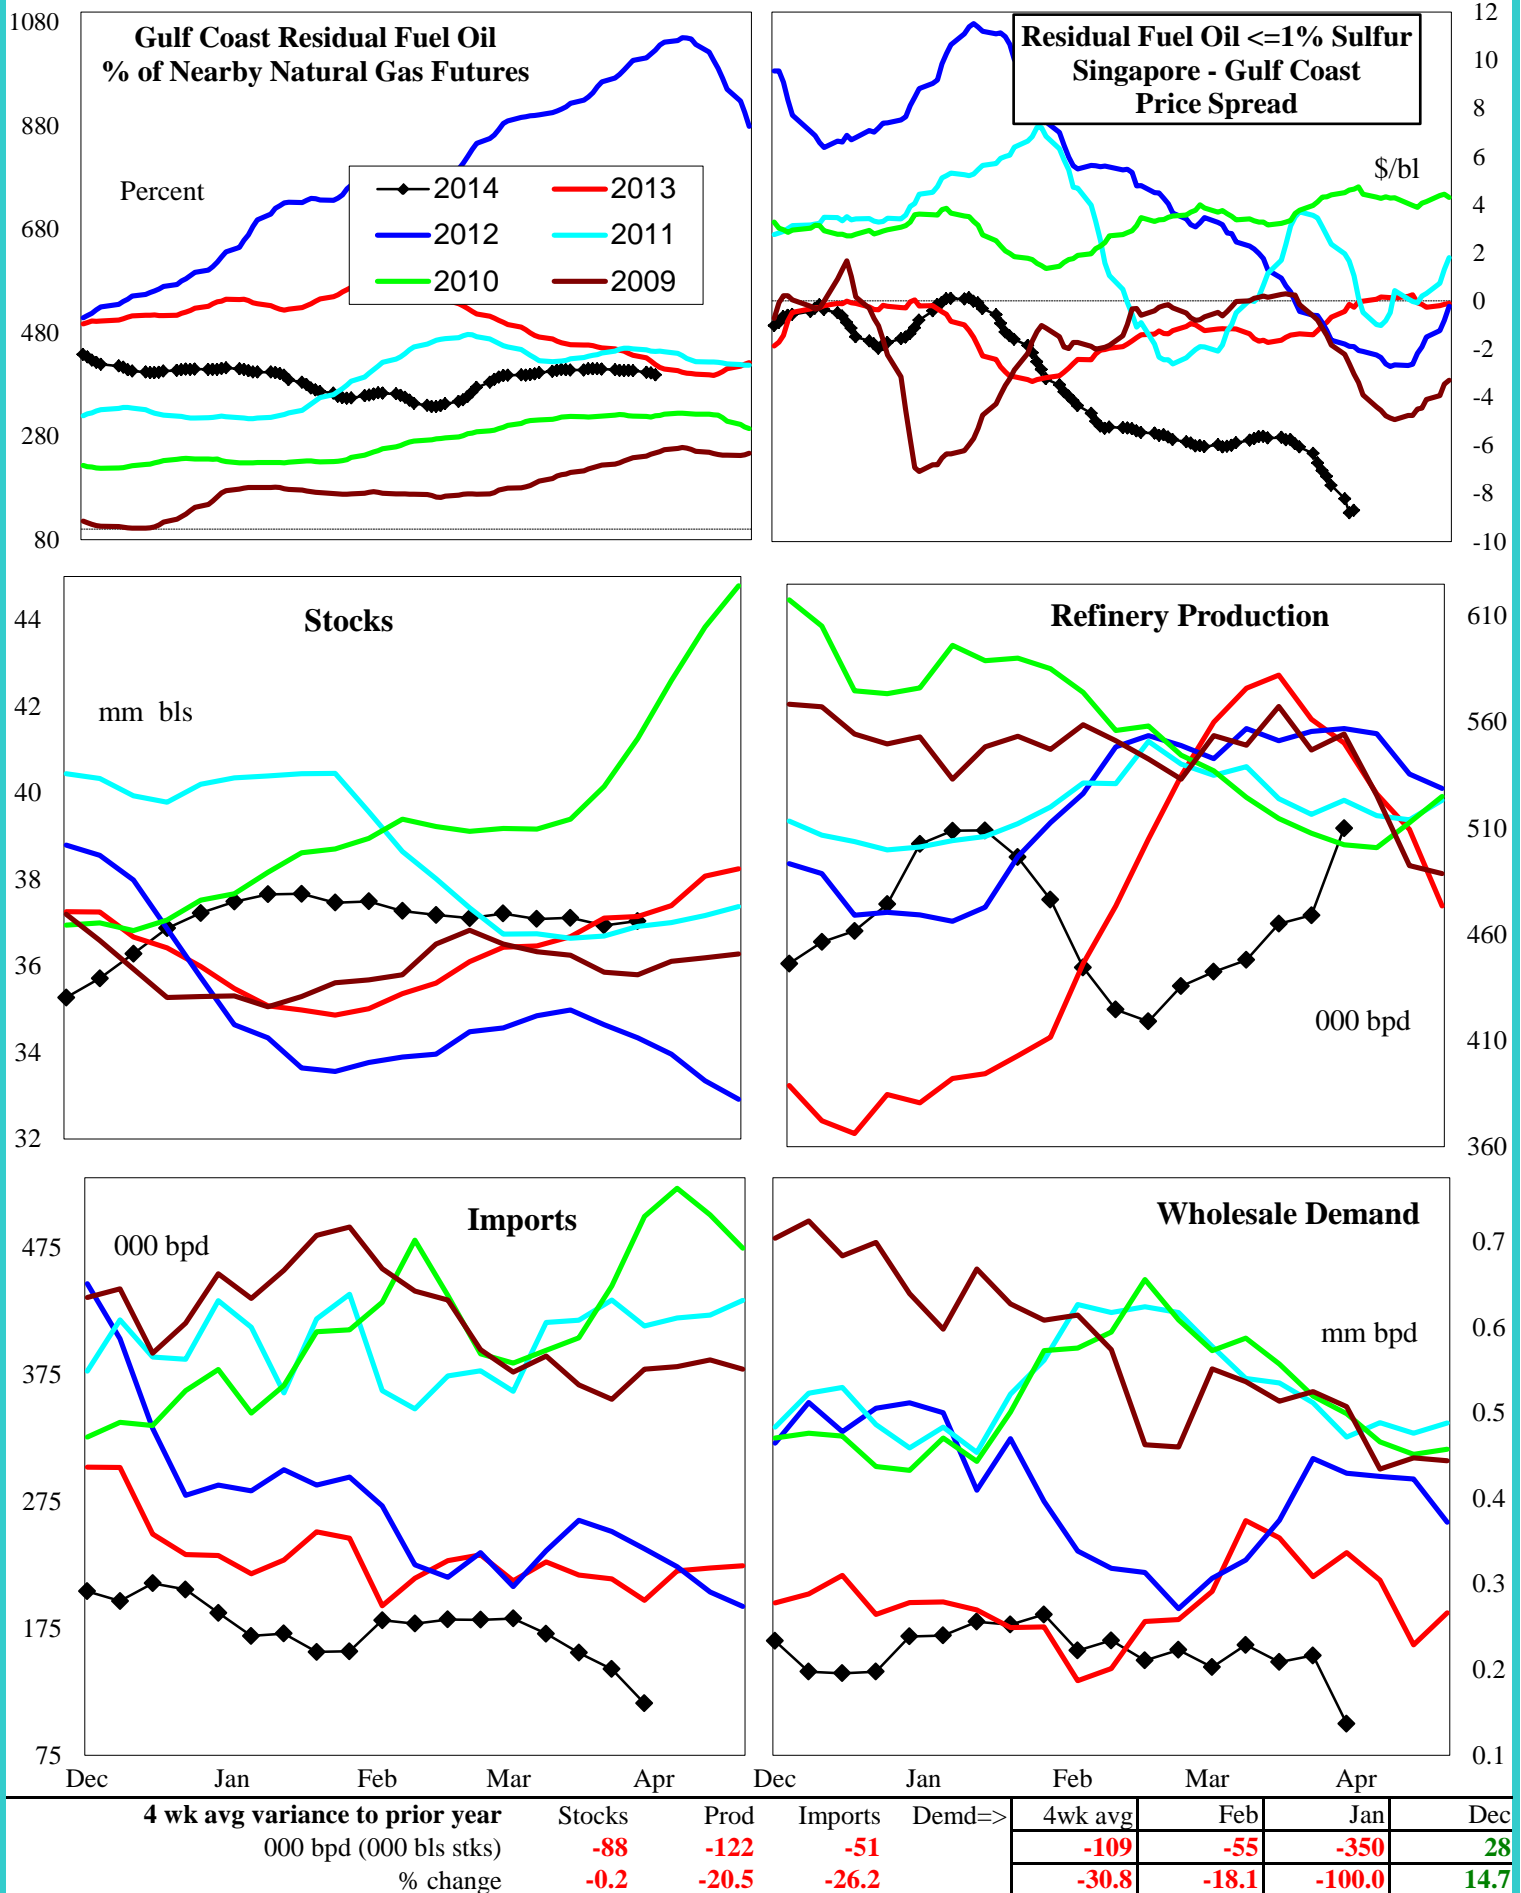 Gulf Coast Residual Fuel Oil
% of Nearby Natural Gas Futures
Percent
1080
880
680
480
280
80
2014
2013
2012
2011
2010
2009
Residual Fuel Oil <=1% Sulfur
Singapore - Gulf Coast
Price Spread
$/bl
12
10
8
6
4
2
0
-2
-4
-6
-8
-10
Stocks
mm bls
44
42
40
38
36
34
32
Refinery Production
000 bpd
610
560
510
460
410
360
Imports
000 bpd
475
375
275
175
75
Dec Jan Feb Mar Apr
Wholesale Demand
mm bpd
0.7
0.6
0.5
0.4
0.3
0.2
0.1
Dec Jan Feb Mar Apr
4 wk avg variance to prior year Stocks Prod Imports Demd=> 4wk avg Feb Jan Dec
000 bpd (000 bls stks) -88 -122 -51 -109 -55 -350 28
% change -0.2 -20.5 -26.2 -30.8 -18.1 -100.0 14.7